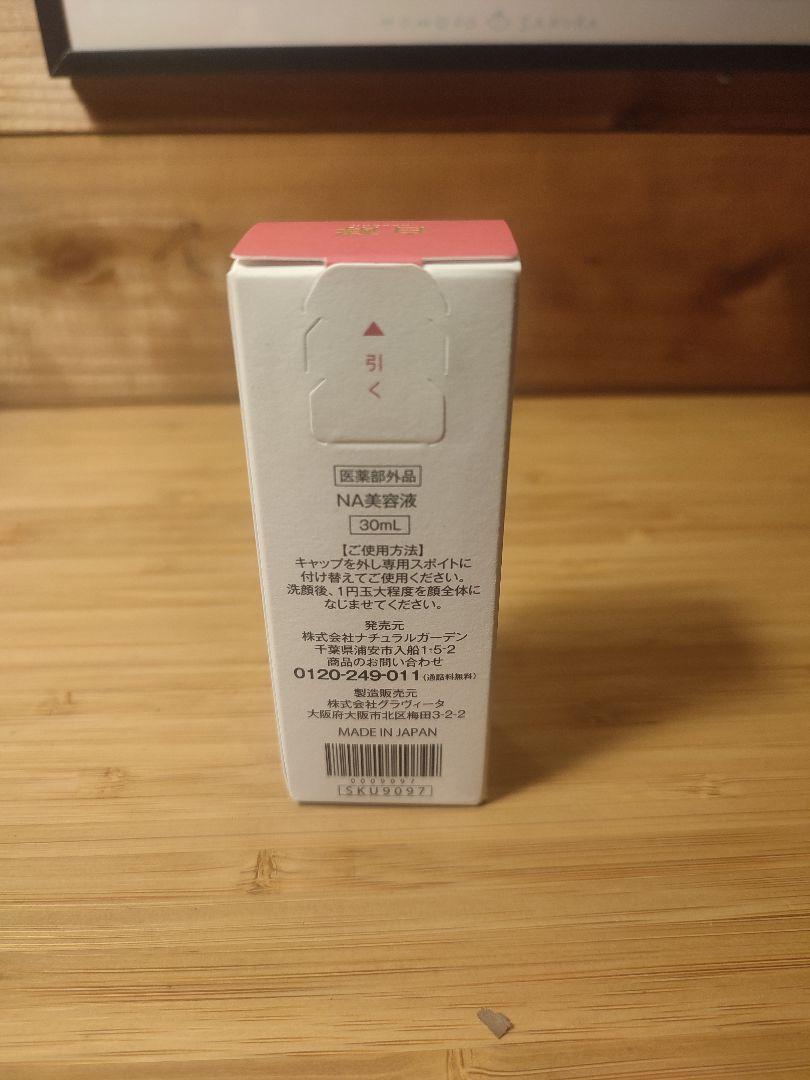 MOMOKO SAKURA
▲
引
く
医薬部外品
NA美容液
30mL
【ご使用方法】
キャップを外し専用スポイトに
付け替えてご使用ください。
洗顔後、1円玉大程度を顔全体に
なじませてください。
発売元
株式会社ナチュラルガーデン
千葉県浦安市入船1-5-2
商品のお問い合わせ
0120-249-011(通話料無料)
製造販売元
株式会社グラヴィータ
大阪府大阪市北区梅田3-2-2
MADE IN JAPAN
0009097
SKU9097